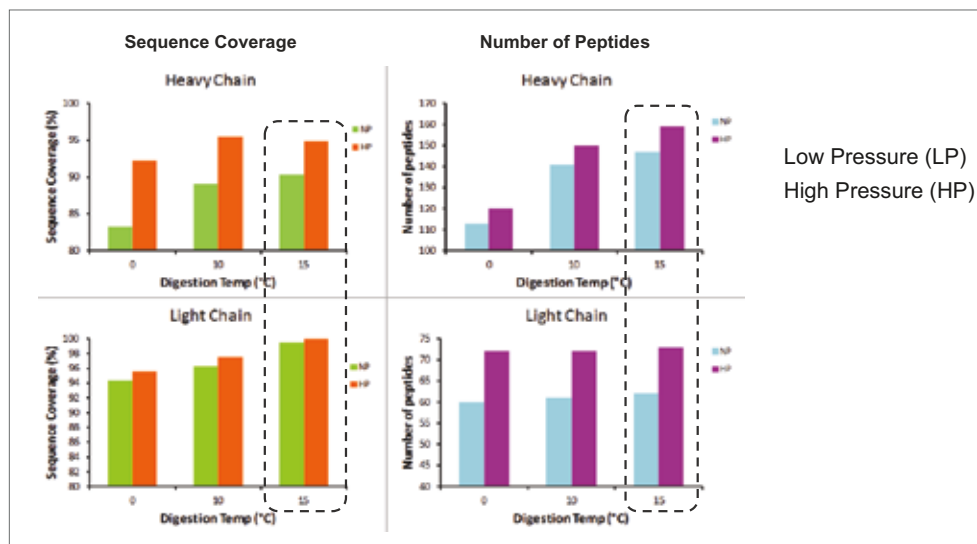 Sequence Coverage
Number of Peptides
Heavy Chain
Sequence Coverage (%)
100
95
90
85
80
0
10
15
Digestion Temp (°C)
NP
HP
Heavy Chain
Number of peptides
170
160
150
140
130
120
110
100
0
10
15
Digestion Temp (°C)
NP
HP
Low Pressure (LP)
High Pressure (HP)
Light Chain
Sequence Coverage (%)
100
98
96
94
92
90
88
86
84
82
80
0
10
15
Digestion Temp (°C)
NP
HP
Light Chain
Number of peptides
75
70
65
60
55
50
45
40
0
10
15
Digestion Temp (°C)
NP
HP